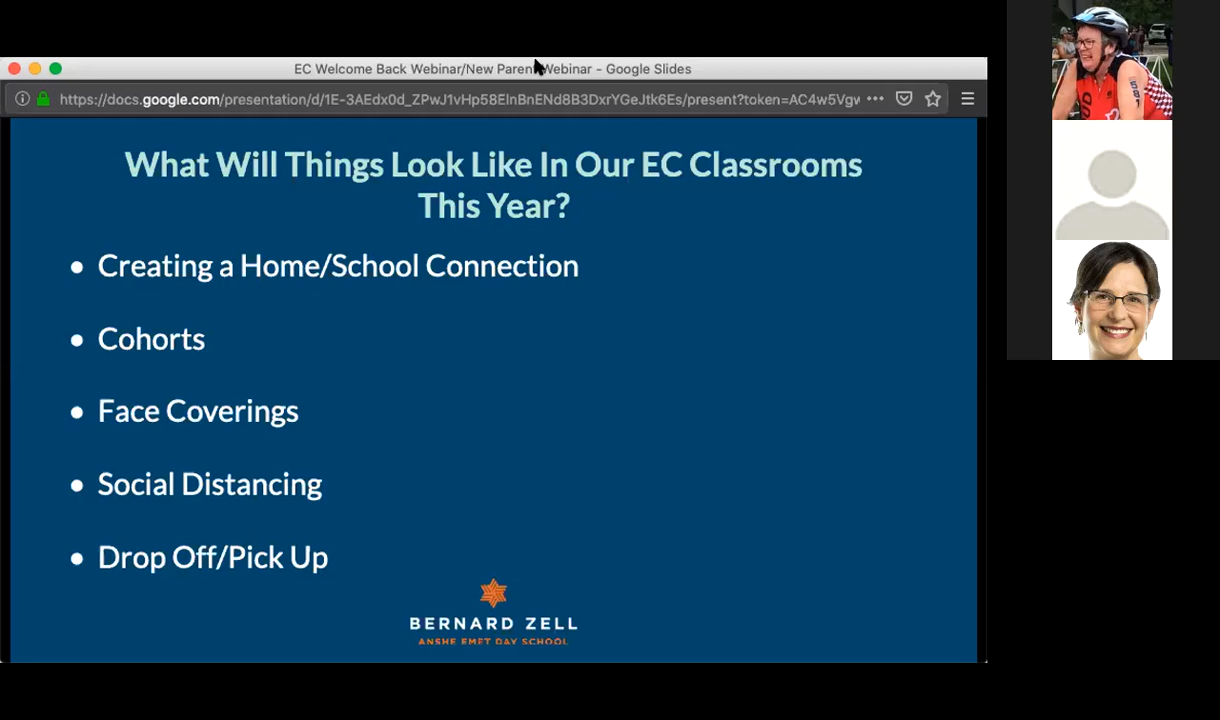 EC Welcome Back Webinar/New Parent Webinar - Google Slides
https://docs.google.com/presentation/d/1E-3AEdx0d_ZPwJ1vHp58ElnBnENd8B3DxrYGeJtk6Es/present?token=AC4w5Vgw
What Will Things Look Like In Our EC Classrooms
This Year?
• Creating a Home/School Connection
• Cohorts
• Face Coverings
• Social Distancing
• Drop Off/Pick Up
BERNARD ZELL
ANSHE EMET DAY SCHOOL
581